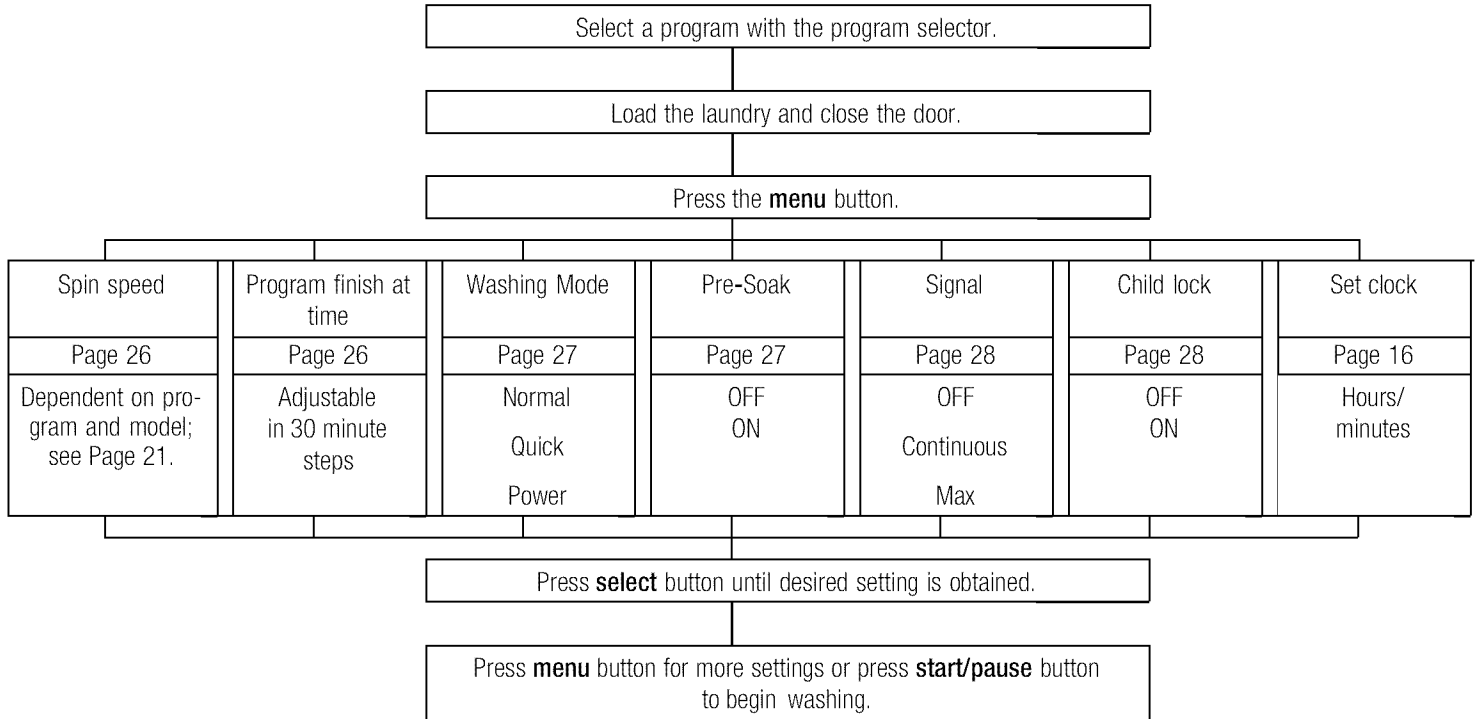 Select a program with the program selector.
Load the laundry and close the door.
Press the menu button.
Spin speed
Page 26
Dependent on pro-
gram and model;
see Page 21.
Program finish at
time
Page 26
Adjustable
in 30 minute
steps
Washing Mode
Page 27
Normal
Quick
Power
Pre-Soak
Page 27
OFF
ON
Signal
Page 28
OFF
Continuous
Max
Child lock
Page 28
OFF
ON
Set clock
Page 16
Hours/
minutes
Press select button until desired setting is obtained.
Press menu button for more settings or press start/pause button
to begin washing.